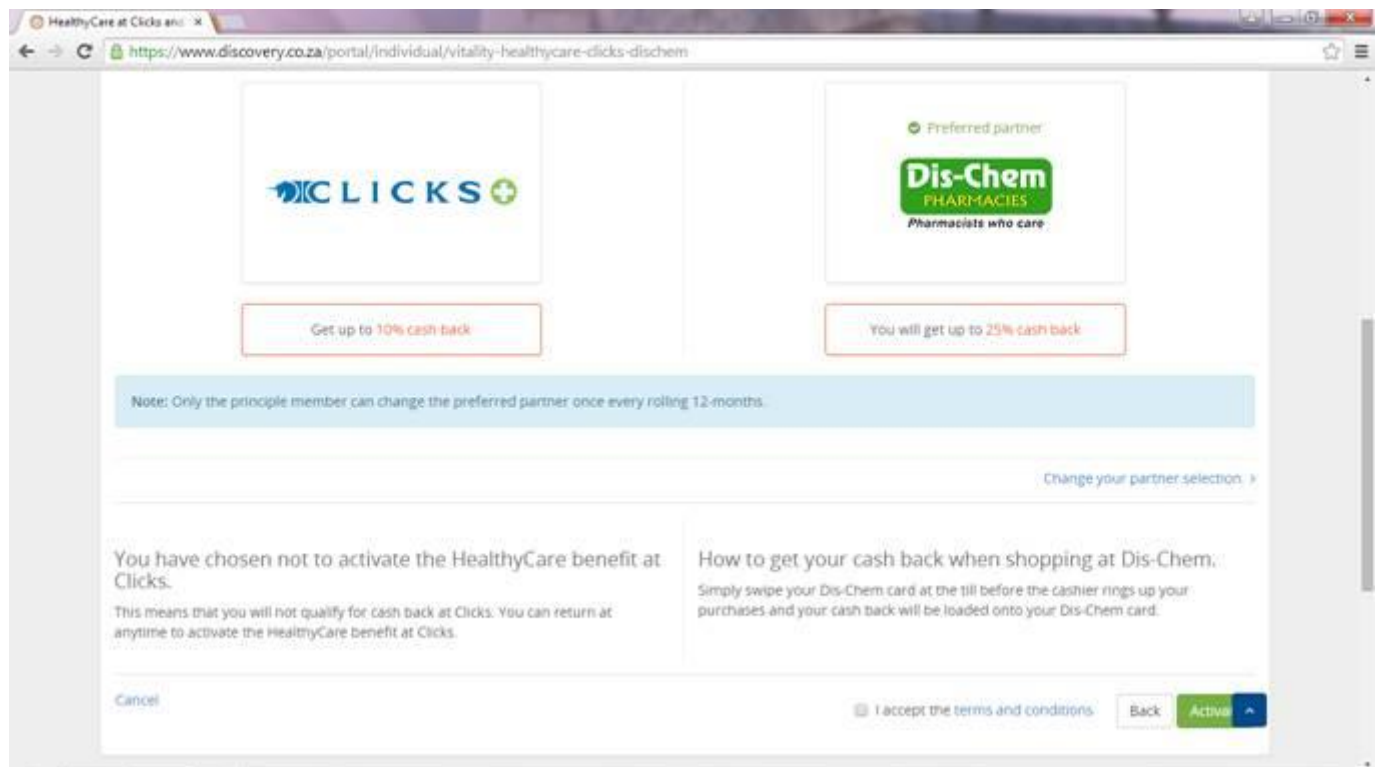 HealthyCare at Clicks and
https://www.discovery.co.za/portal/individual/vitality-healthycare-clicks-dischem
CLICKS
Preferred partner
Dis-Chem
PHARMACIES
Pharmacists who care
Get up to 10% cash back
You will get up to 25% cash back
Note: Only the principle member can change the preferred partner once every rolling 12-months.
Change your partner selection
You have chosen not to activate the HealthyCare benefit at
Clicks.
This means that you will not qualify for cash back at Clicks. You can return at
anytime to activate the HealthyCare benefit at Clicks.
How to get your cash back when shopping at Dis-Chem.
Simply swipe your Dis-Chem card at the till before the cashier rings up your
purchases and your cash back will be loaded onto your Dis-Chem card.
Cancel
I accept the terms and conditions
Back
Activa